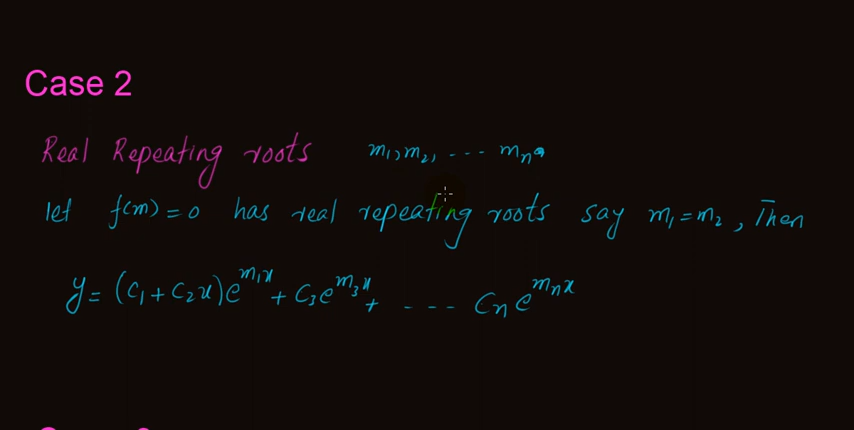 Case 2
Real Repeating roots m₁, m₂, ... mₙ
let f(m) = 0 has real repeating roots say m₁ = m₂, Then
y = (c₁ + c₂x)e^{m₁x} + c₃e^{m₃x} + ... cₙe^{mₙx}